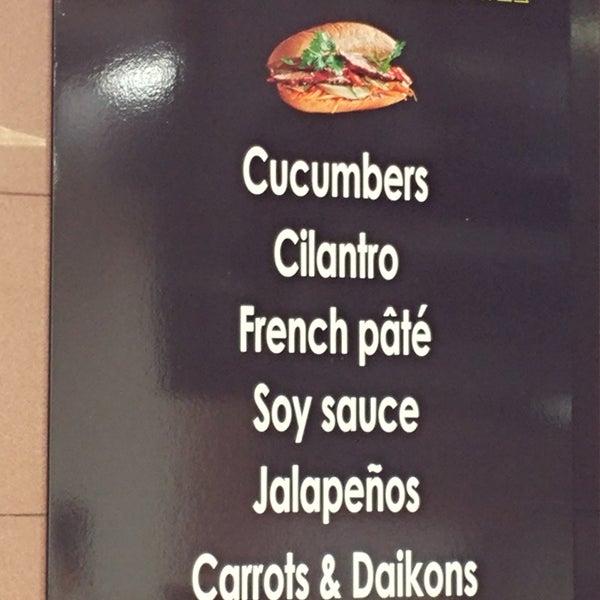 Cucumbers
Cilantro
French pâté
Soy sauce
Jalapeños
Carrots & Daikons